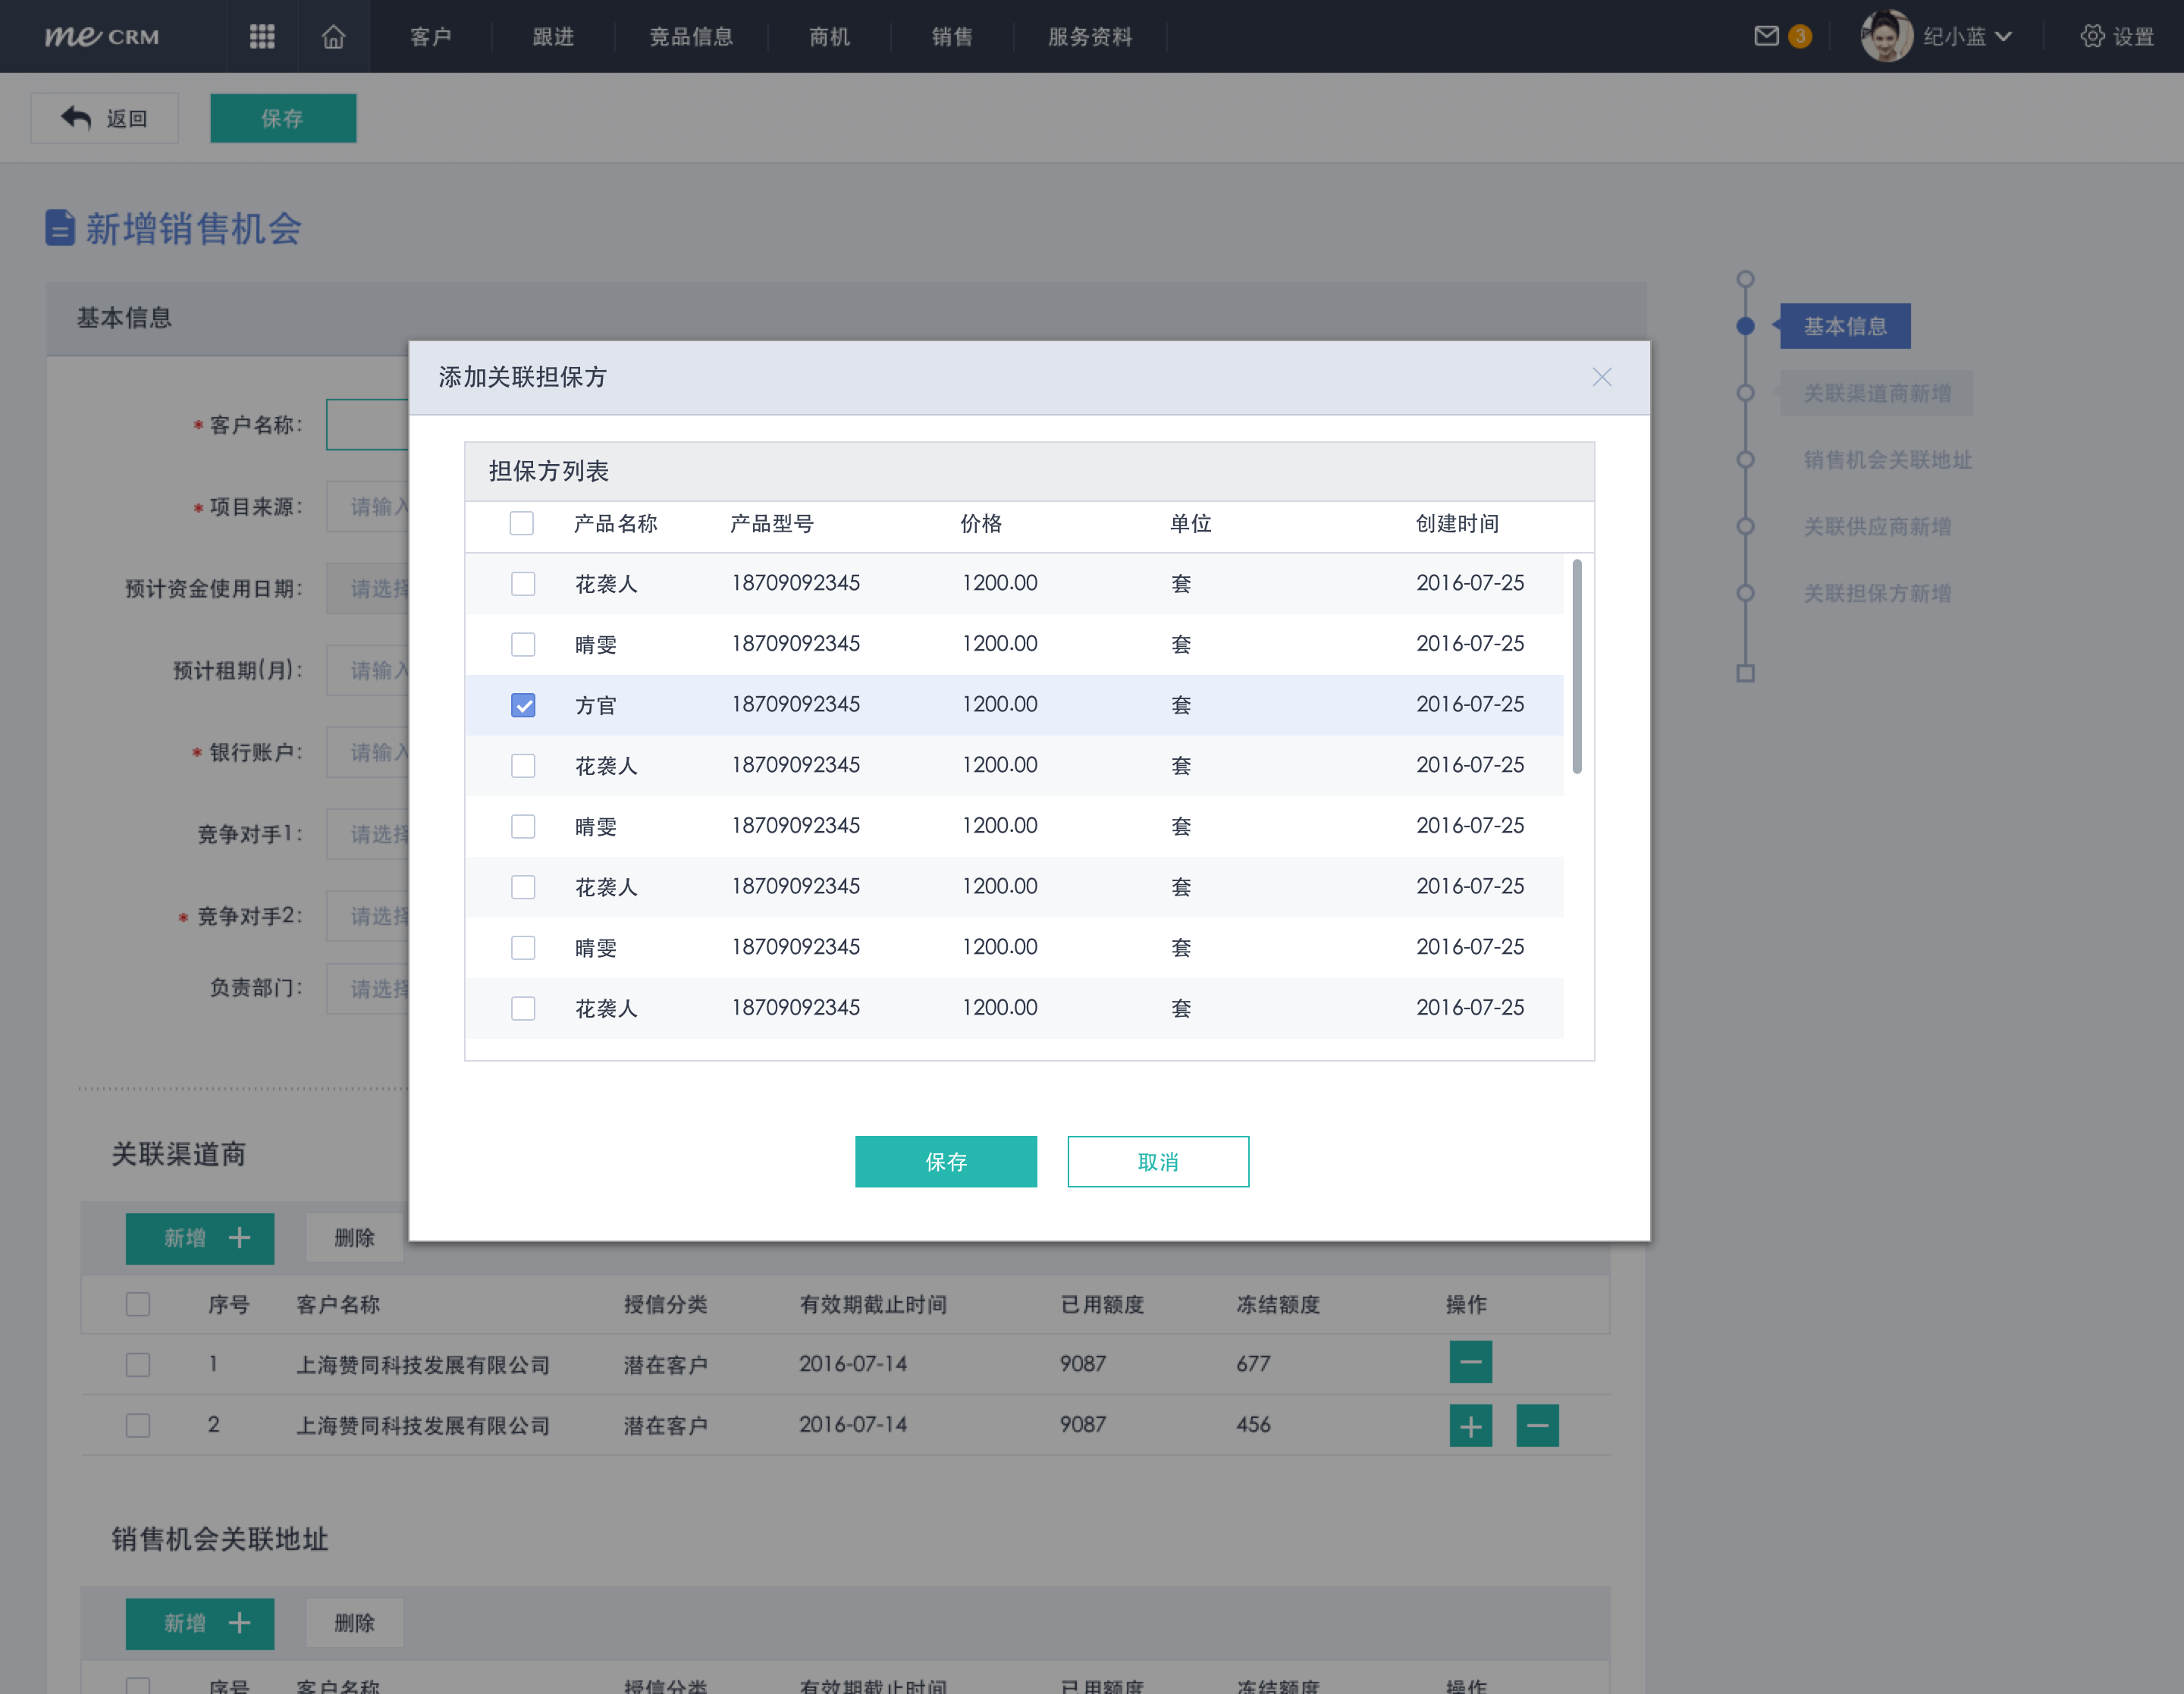 me CRM 客户 跟进 竞品信息 商机 销售 服务资料 3 纪小蓝 设置
返回 保存
新增销售机会
基本信息
基本信息
关联渠道商新增
销售机会关联地址
关联供应商新增
关联担保方新增
* 客户名称:
* 项目来源: 请输入
预计资金使用日期: 请选择
预计租期(月): 请输入
* 银行账户: 请输入
竞争对手1: 请选择
* 竞争对手2: 请选择
负责部门: 请选择
添加关联担保方
担保方列表
产品名称 产品型号 价格 单位 创建时间
花袭人 18709092345 1200.00 套 2016-07-25
晴雯 18709092345 1200.00 套 2016-07-25
方官 18709092345 1200.00 套 2016-07-25
花袭人 18709092345 1200.00 套 2016-07-25
晴雯 18709092345 1200.00 套 2016-07-25
花袭人 18709092345 1200.00 套 2016-07-25
晴雯 18709092345 1200.00 套 2016-07-25
花袭人 18709092345 1200.00 套 2016-07-25
保存 取消
关联渠道商
新增 + 删除
序号 客户名称 授信分类 有效期截止时间 已用额度 冻结额度 操作
1 上海赞同科技发展有限公司 潜在客户 2016-07-14 9087 677
2 上海赞同科技发展有限公司 潜在客户 2016-07-14 9087 456
销售机会关联地址
新增 + 删除
序号 客户名称 授信分类 有效期截止时间 已用额度 冻结额度 操作